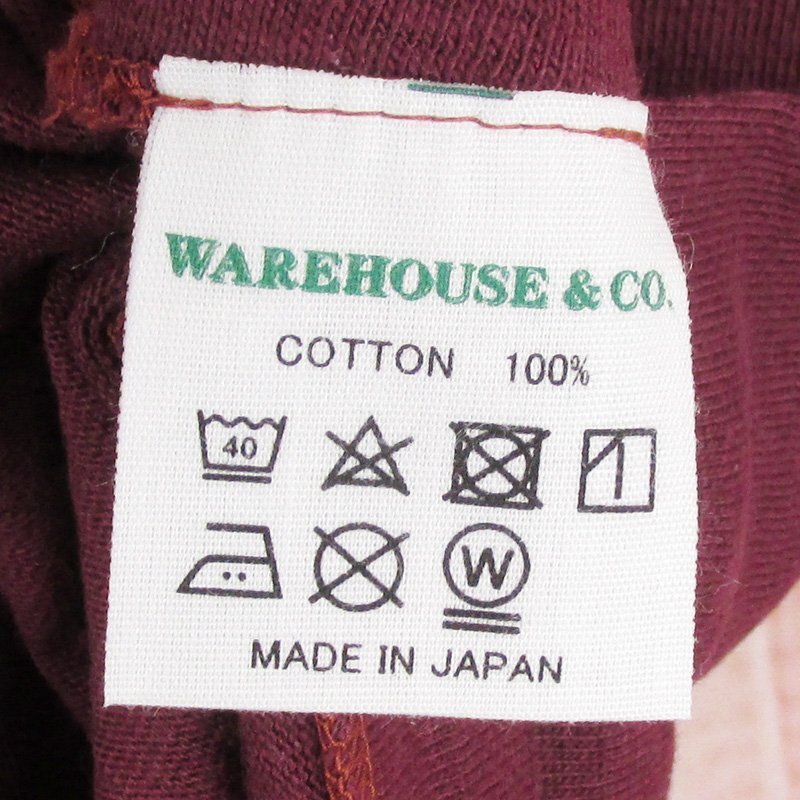 WAREHOUSE & CO.
COTTON 100%
40
W
MADE IN JAPAN